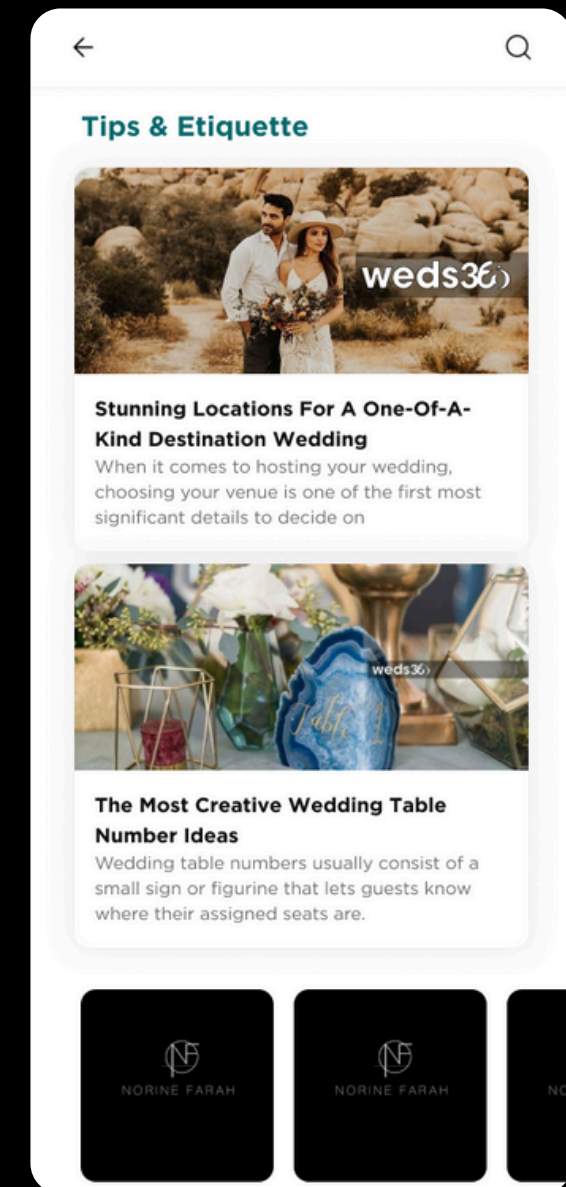 Tips & Etiquette
weds360
Stunning Locations For A One-Of-A-
Kind Destination Wedding
When it comes to hosting your wedding,
choosing your venue is one of the first most
significant details to decide on
Table 1
weds360
The Most Creative Wedding Table
Number Ideas
Wedding table numbers usually consist of a
small sign or figurine that lets guests know
where their assigned seats are.
NF
NORINE FARAH
NF
NORINE FARAH
NO